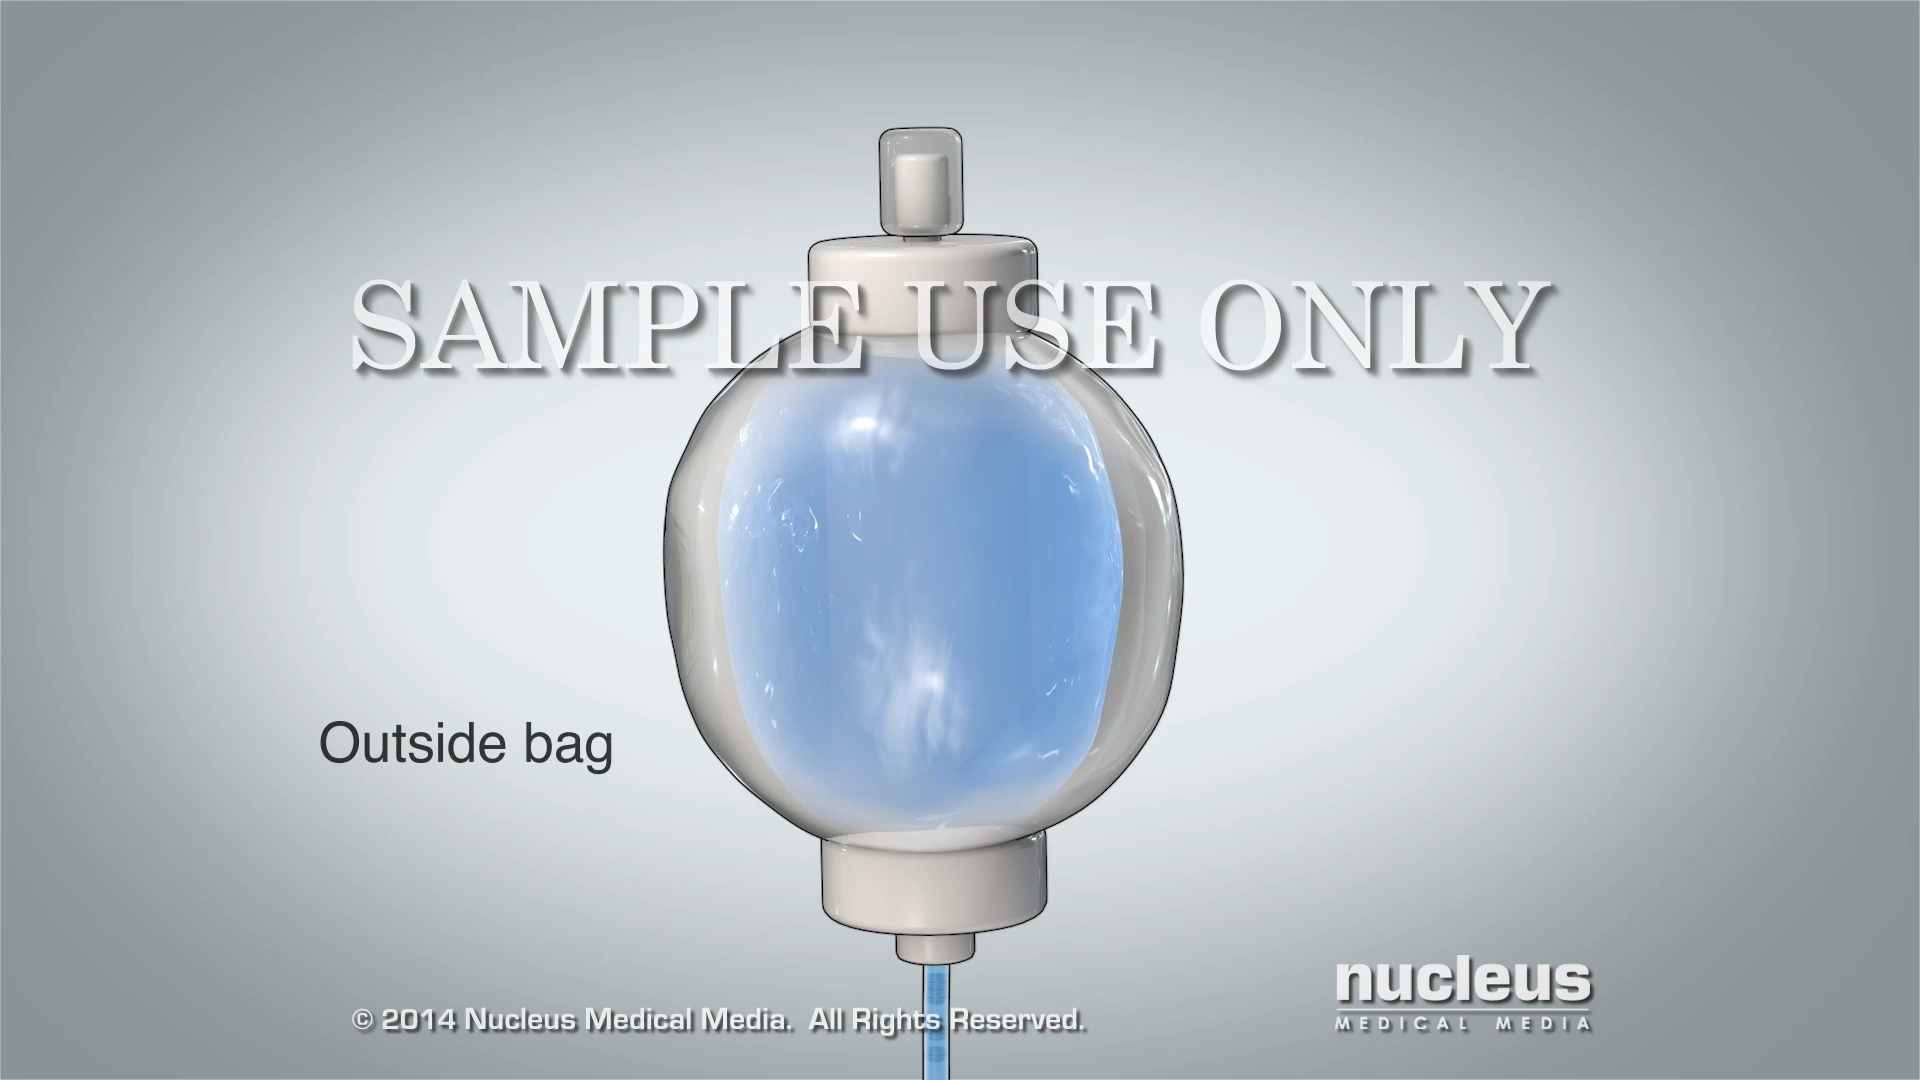 SAMPLE USE ONLY
Outside bag
nucleus
MEDICAL MEDIA
© 2014 Nucleus Medical Media. All Rights Reserved.